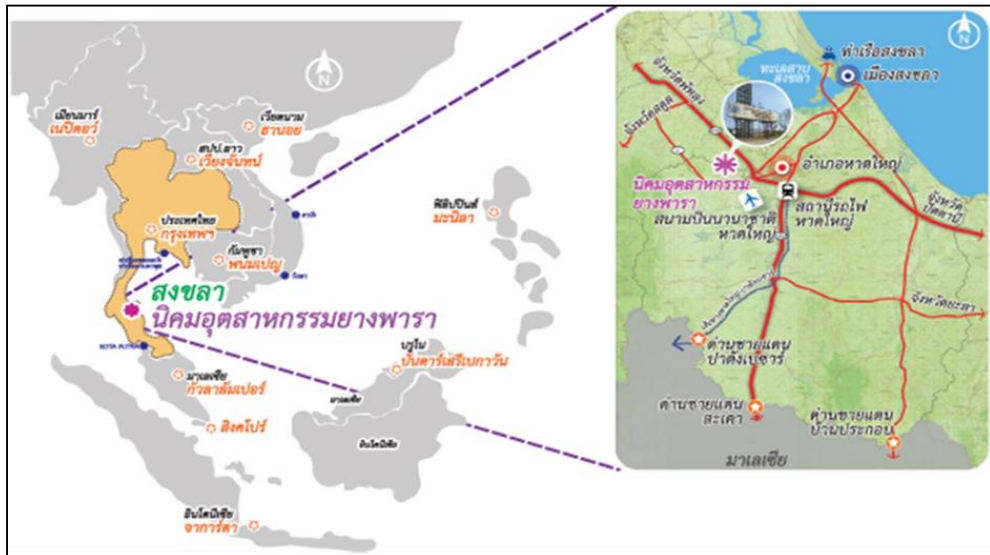 N
เมียนมาร์
เนปิดอว์
เวียดนาม
ฮานอย
สปป.ลาว
เวียงจันทน์
ประเทศไทย
กรุงเทพฯ
กัมพูชา
พนมเปญ
ฟิลิปปินส์
มะนิลา
สงขลา
นิคมอุตสาหกรรมยางพารา
มาเลเซีย
กัวลาลัมเปอร์
สิงคโปร์
บรูไน
บันดาร์เสรีเบกาวัน
มาเลเซีย
อินโดนีเซีย
อินโดนีเซีย
จาการ์ตา
N
ท่าเรือสงขลา
เมืองสงขลา
ทะเลสาบ
สงขลา
จังหวัดพัทลุง
จังหวัดสตูล
อำเภอหาดใหญ่
นิคมอุตสาหกรรม
ยางพารา
สนามบินนานาชาติ
หาดใหญ่
สถานีรถไฟ
หาดใหญ่
จังหวัด
ปัตตานี
จังหวัดยะลา
ด่านชายแดน
ปาดังเบซาร์
ด่านชายแดน
สะเดา
ด่านชายแดน
บ้านประกอบ
มาเลเซีย